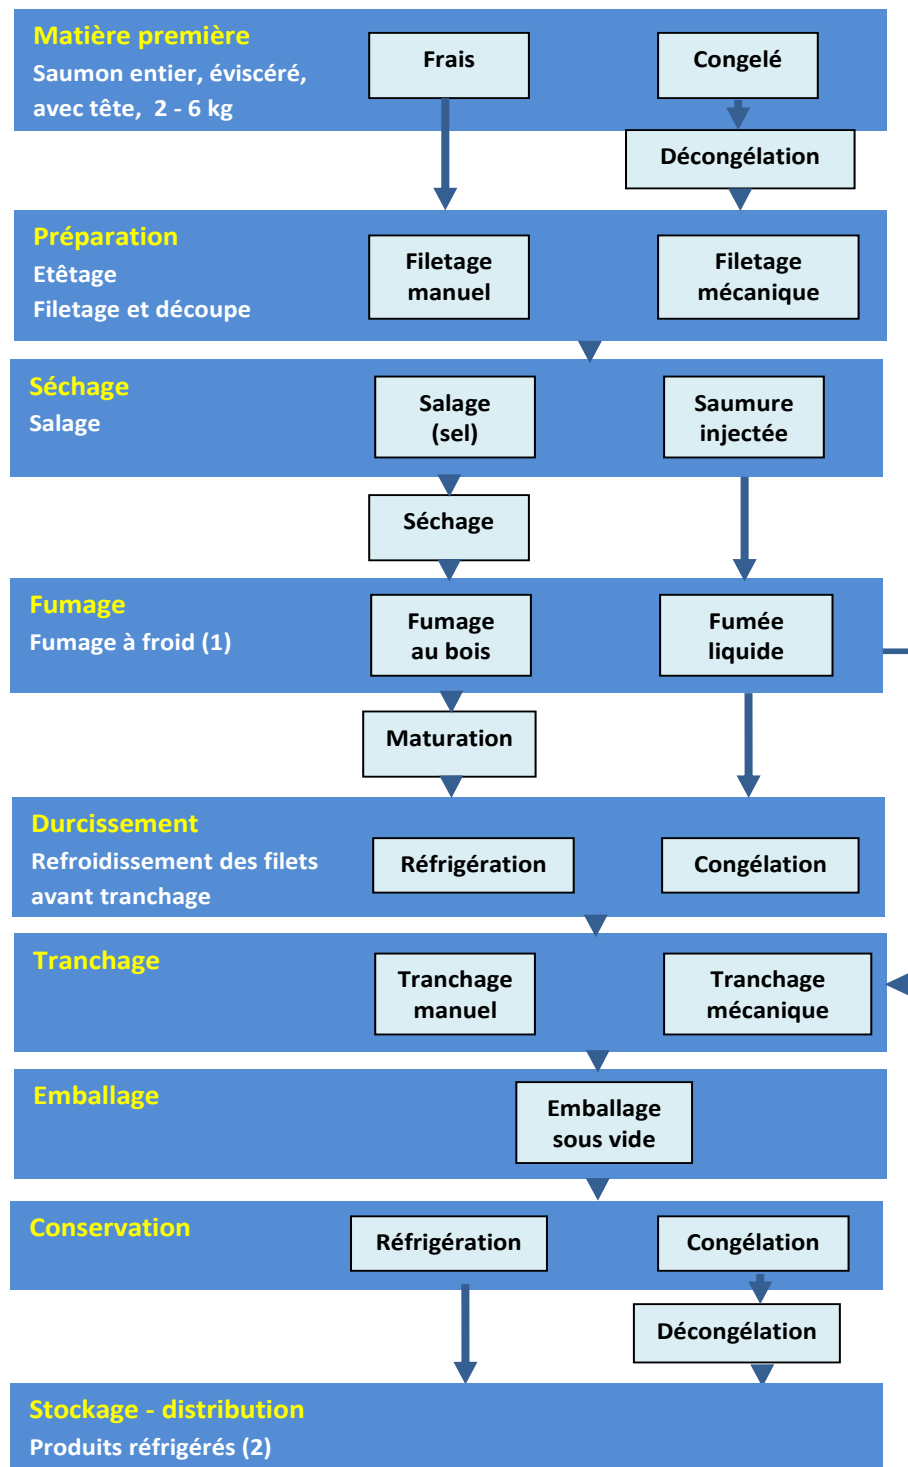 Matière première
Saumon entier, éviscéré,
avec tête, 2 - 6 kg
Frais
Congelé
Décongélation
Préparation
Etêtage
Filetage et découpe
Filetage
manuel
Filetage
mécanique
Séchage
Salage
Salage
(sel)
Saumure
injectée
Séchage
Fumage
Fumage à froid (1)
Fumage
au bois
Fumée
liquide
Maturation
Durcissement
Refroidissement des filets
avant tranchage
Réfrigération
Congélation
Tranchage
Tranchage
manuel
Tranchage
mécanique
Emballage
Emballage
sous vide
Conservation
Réfrigération
Congélation
Décongélation
Stockage - distribution
Produits réfrigérés (2)